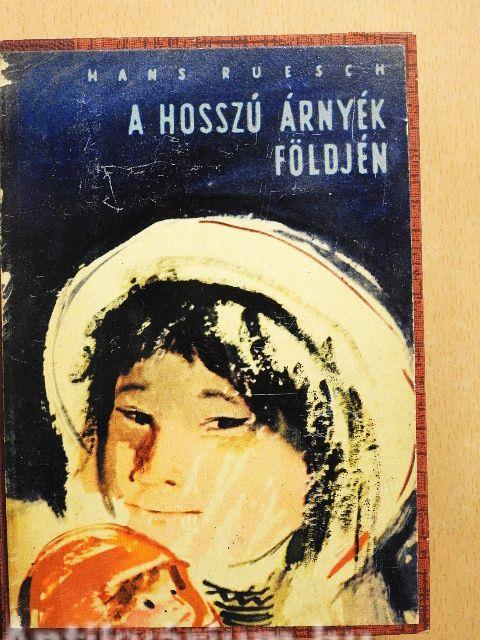 HANS RUESCH
A HOSSZÚ ÁRNYÉK
FÖLDJÉN